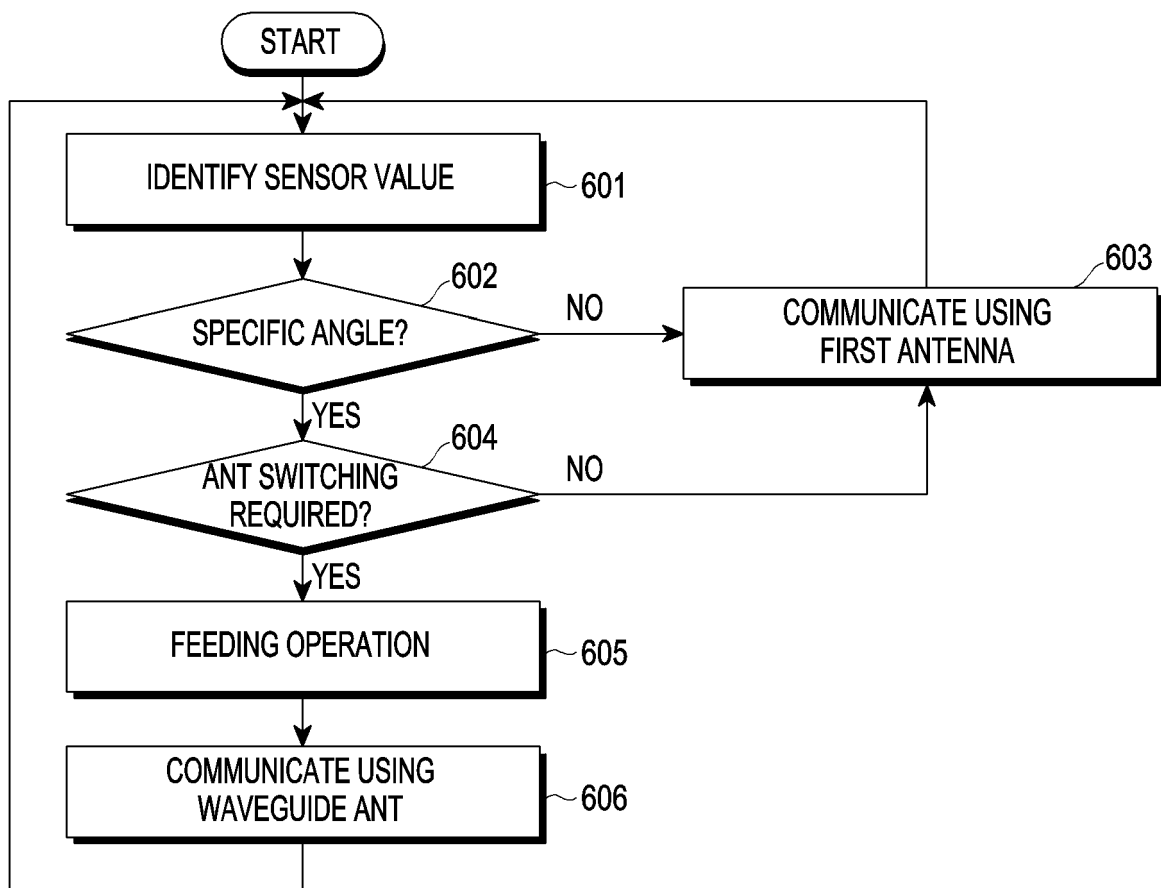 START
IDENTIFY SENSOR VALUE
601
602
SPECIFIC ANGLE?
NO
603
COMMUNICATE USING
FIRST ANTENNA
YES
604
ANT SWITCHING
REQUIRED?
NO
YES
FEEDING OPERATION
605
COMMUNICATE USING
WAVEGUIDE ANT
606